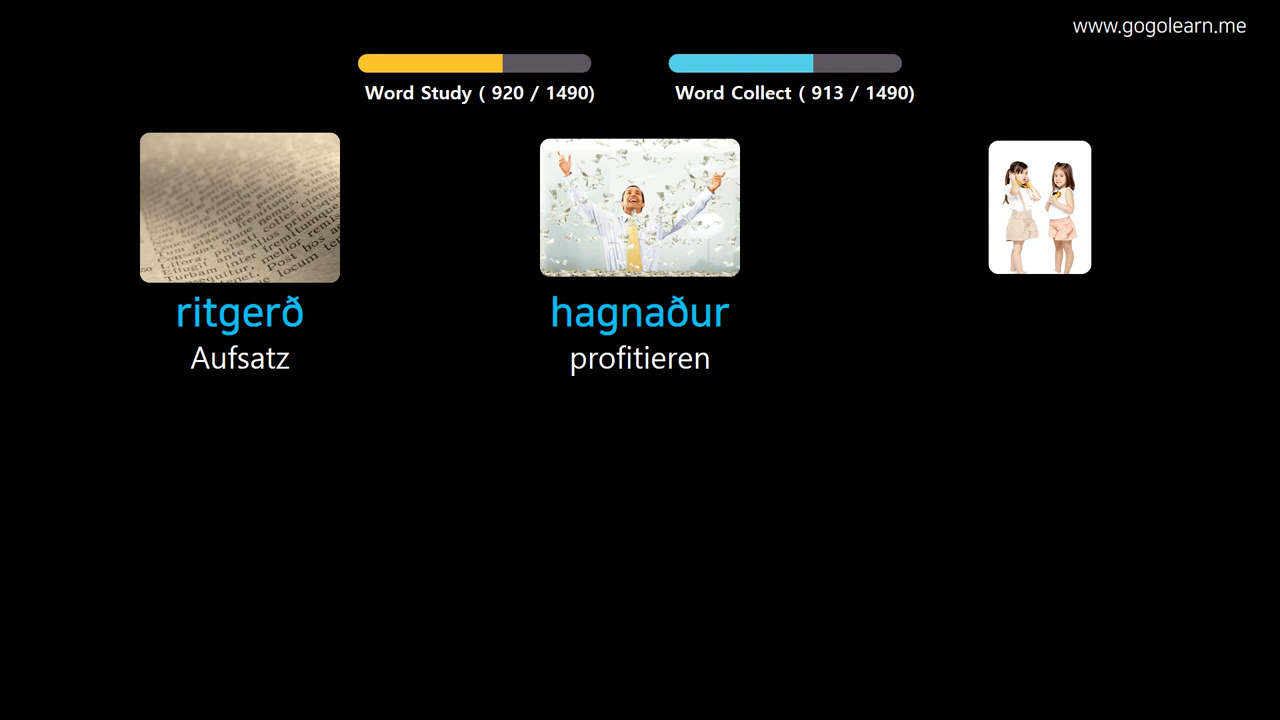 www.gogolearn.me
Word Study ( 920 / 1490)
Word Collect ( 913 / 1490)
ritgerð
Aufsatz
hagnaður
profitieren